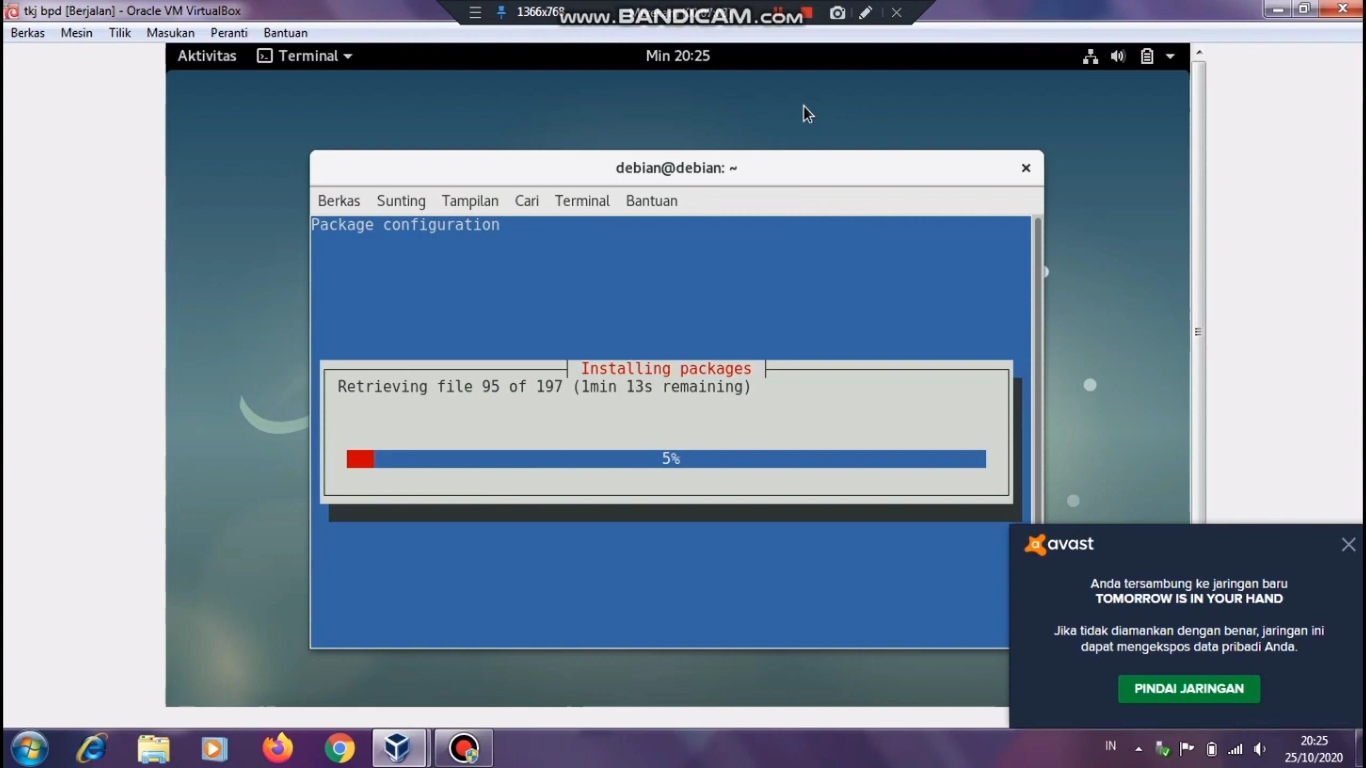 tkj bpd [Berjalan] - Oracle VM VirtualBox
1366x768
www.BANDICAM.com
Berkas Mesin Tilik Masukan Peranti Bantuan
Aktivitas Terminal Min 20:25
debian@debian: ~
Berkas Sunting Tampilan Cari Terminal Bantuan
Package configuration
Installing packages
Retrieving file 95 of 197 (1min 13s remaining)
5%
avast
Anda tersambung ke jaringan baru
TOMORROW IS IN YOUR HAND
Jika tidak diamankan dengan benar, jaringan ini
dapat mengekspos data pribadi Anda.
PINDAI JARINGAN
IN
20:25
25/10/2020